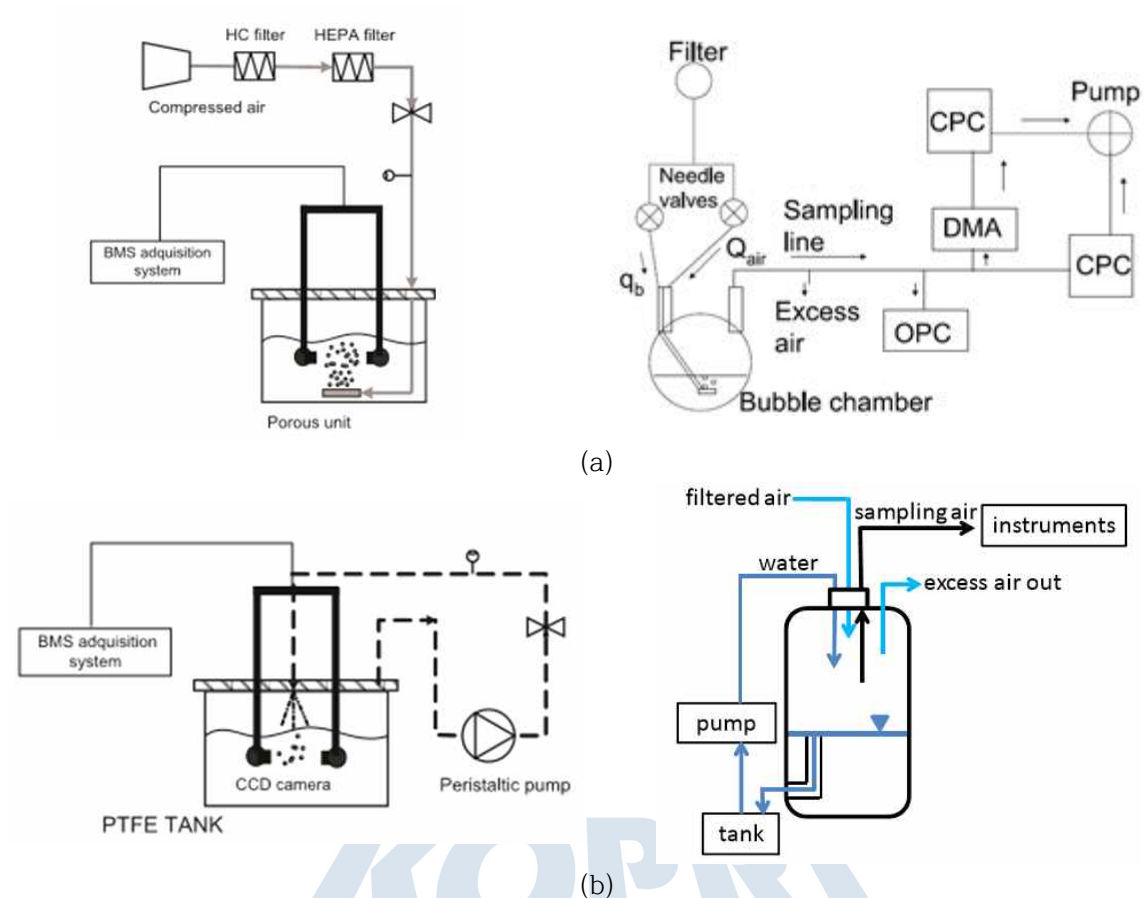 HC filter
HEPA filter
Compressed air
BMS adquisition
system
Porous unit
Filter
Needle
valves
q_b
Q_air
Sampling
line
Excess
air
Bubble chamber
CPC
Pump
DMA
CPC
OPC
(a)
BMS adquisition
system
CCD camera
Peristaltic pump
PTFE TANK
filtered air
sampling air
instruments
water
excess air out
pump
tank
KOPRI
(b)